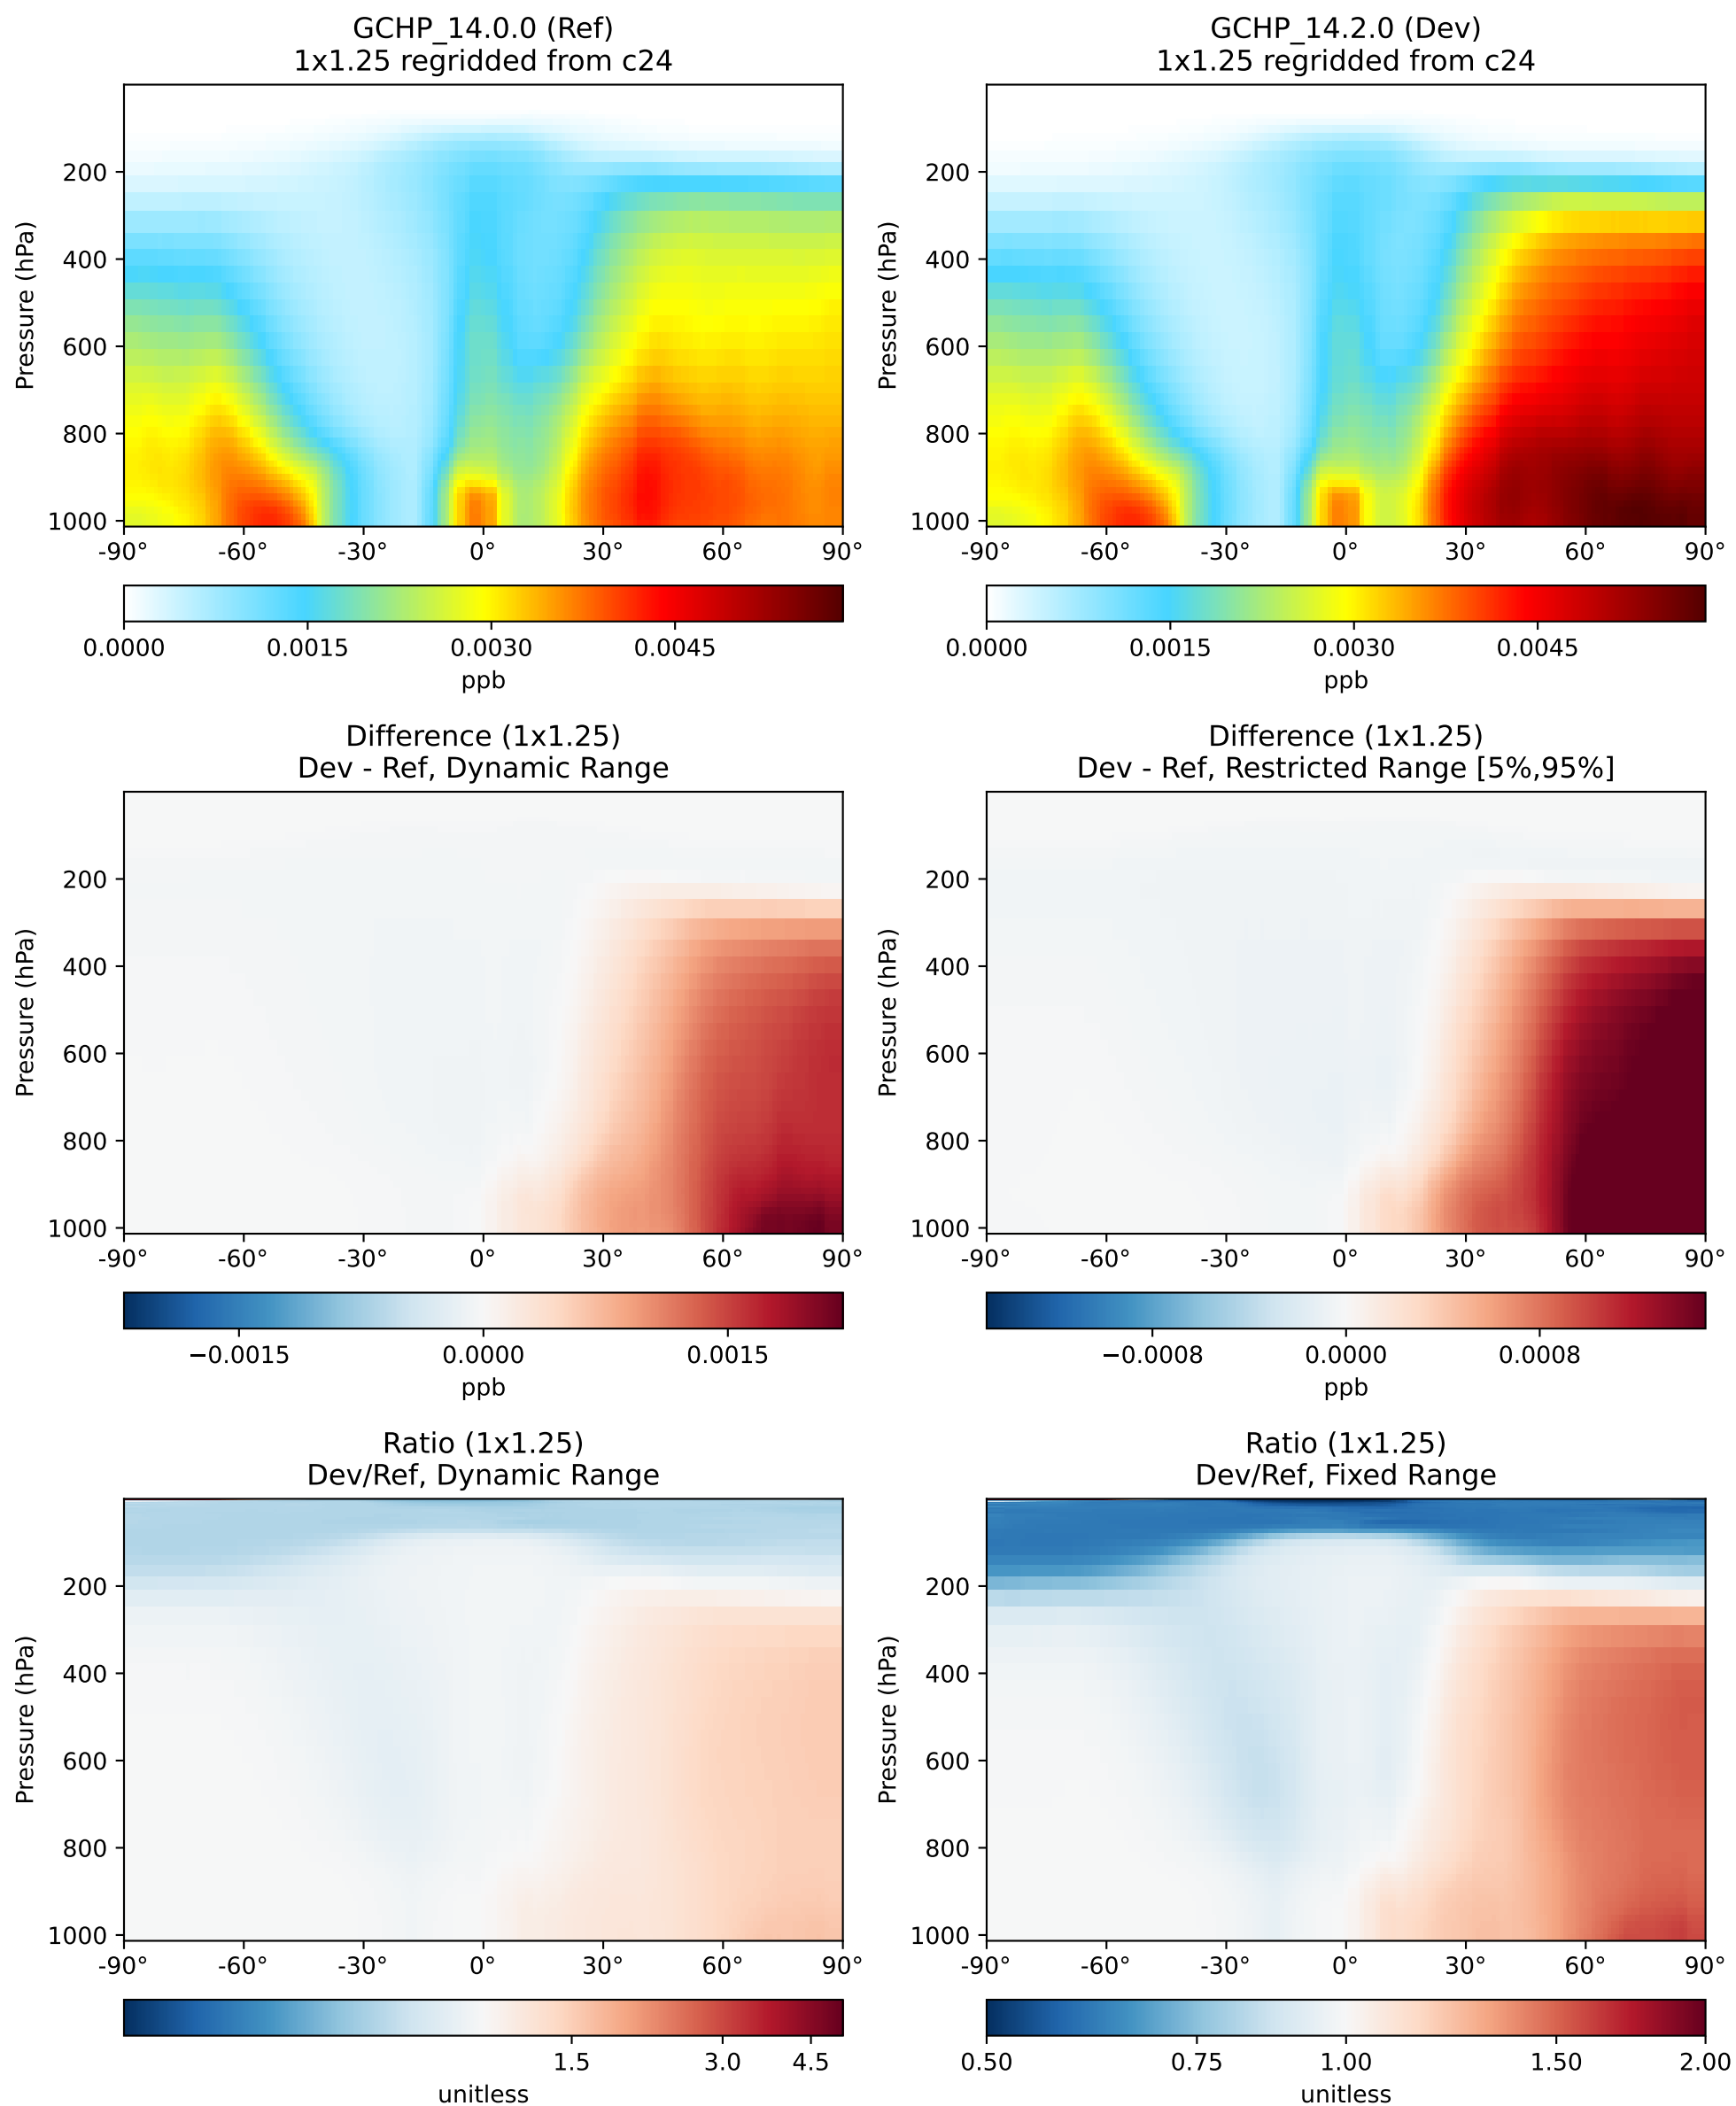 GCHP_14.0.0 (Ref)
1x1.25 regridded from c24
GCHP_14.2.0 (Dev)
1x1.25 regridded from c24
Pressure (hPa)
200
400
600
800
1000
-90° -60° -30° 0° 30° 60° 90°
0.0000 0.0015 0.0030 0.0045
ppb
Pressure (hPa)
200
400
600
800
1000
-90° -60° -30° 0° 30° 60° 90°
0.0000 0.0015 0.0030 0.0045
ppb
Difference (1x1.25)
Dev - Ref, Dynamic Range
Difference (1x1.25)
Dev - Ref, Restricted Range [5%,95%]
Pressure (hPa)
200
400
600
800
1000
-90° -60° -30° 0° 30° 60° 90°
−0.0015 0.0000 0.0015
ppb
Pressure (hPa)
200
400
600
800
1000
-90° -60° -30° 0° 30° 60° 90°
−0.0008 0.0000 0.0008
ppb
Ratio (1x1.25)
Dev/Ref, Dynamic Range
Ratio (1x1.25)
Dev/Ref, Fixed Range
Pressure (hPa)
200
400
600
800
1000
-90° -60° -30° 0° 30° 60° 90°
1.5 3.0 4.5
unitless
Pressure (hPa)
200
400
600
800
1000
-90° -60° -30° 0° 30° 60° 90°
0.50 0.75 1.00 1.50 2.00
unitless